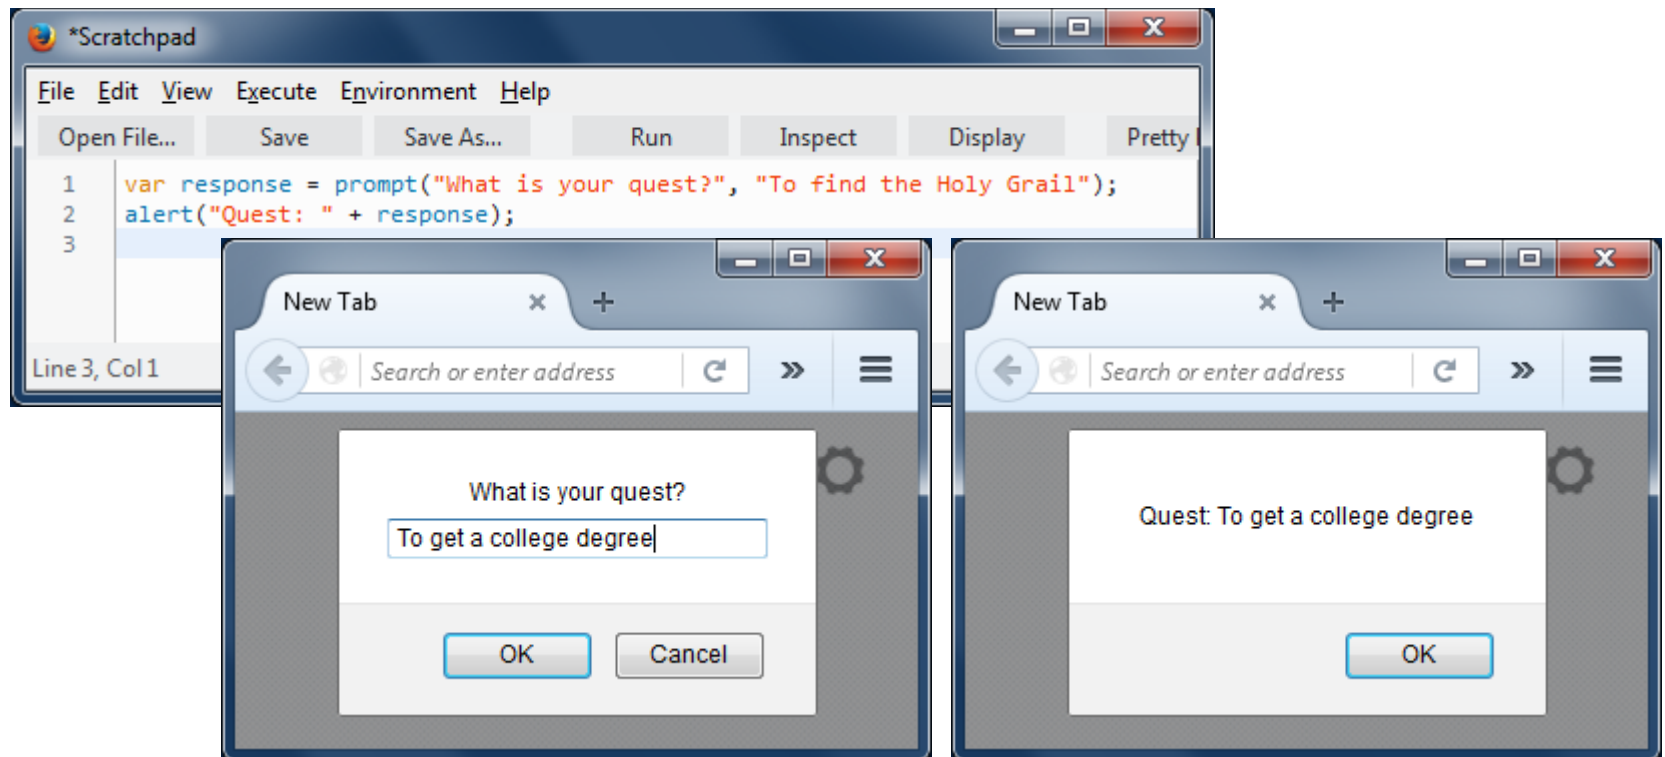 *Scratchpad
File Edit View Execute Environment Help
Open File... Save Save As... Run Inspect Display Pretty
1 var response = prompt("What is your quest?", "To find the Holy Grail");
2 alert("Quest: " + response);
3
Line 3, Col 1
New Tab
Search or enter address
What is your quest?
To get a college degree
OK Cancel
New Tab
Search or enter address
Quest: To get a college degree
OK